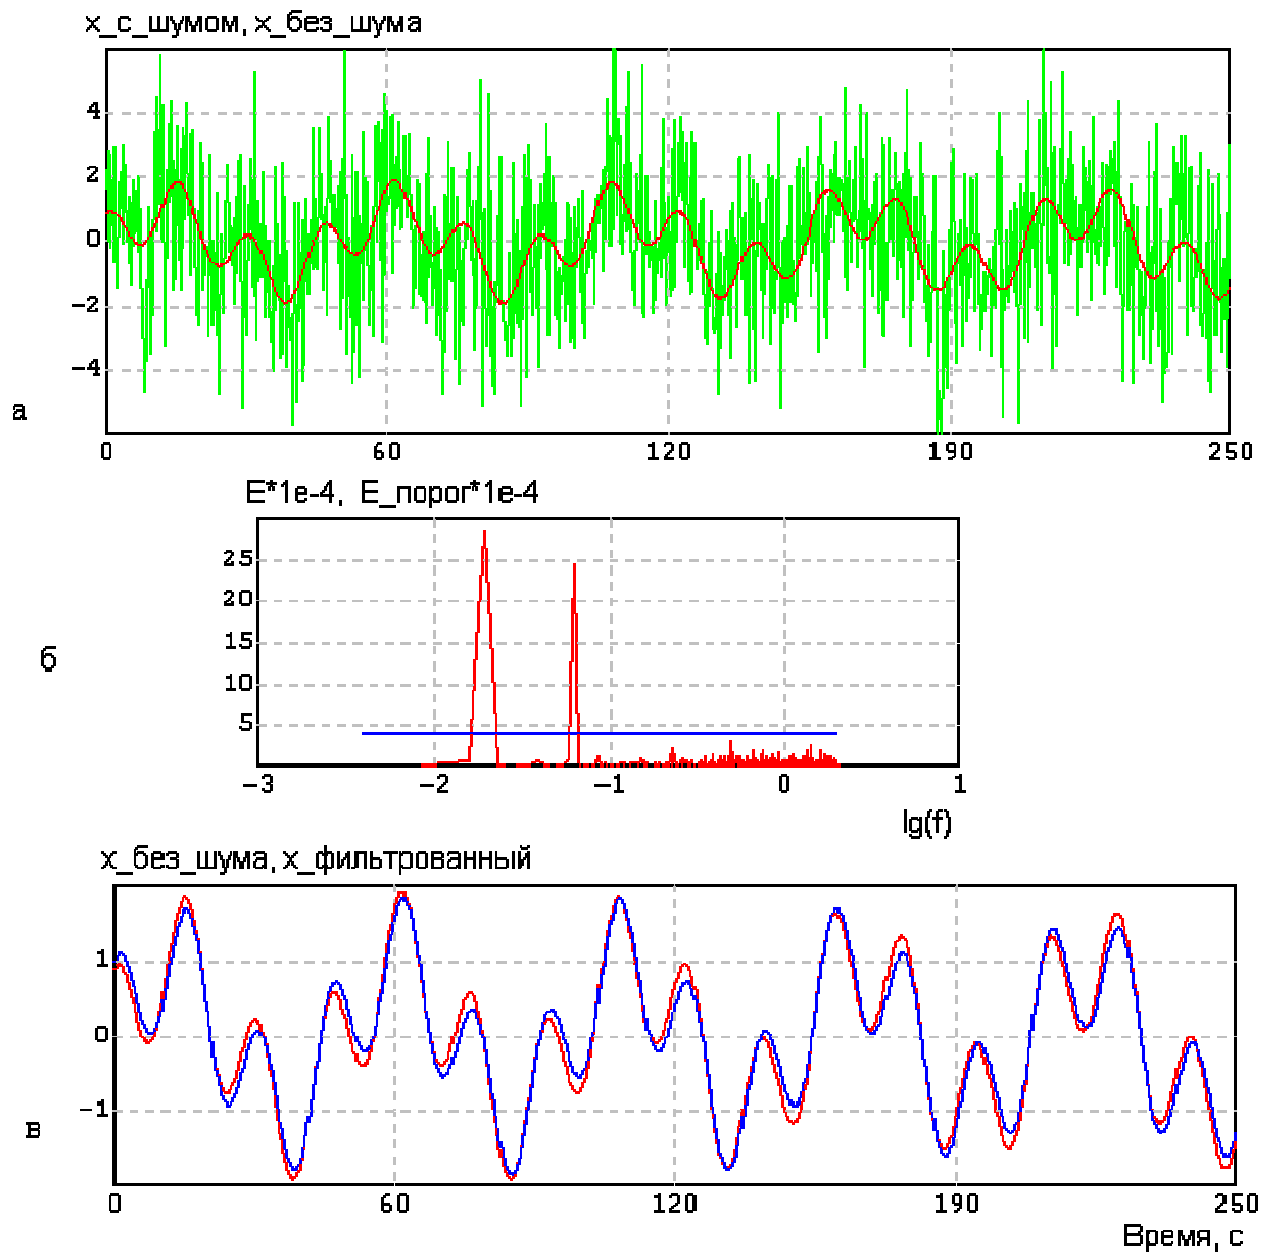 x_с_шумом, x_без_шума
4
2
0
−2
−4
а
0 60 120 190 250
E*1e-4, E_порог*1e-4
25
20
15
10
5
б
−3 −2 −1 0 1
lg(f)
x_без_шума, x_фильтрованный
1
0
−1
в
0 60 120 190 250
Время, с